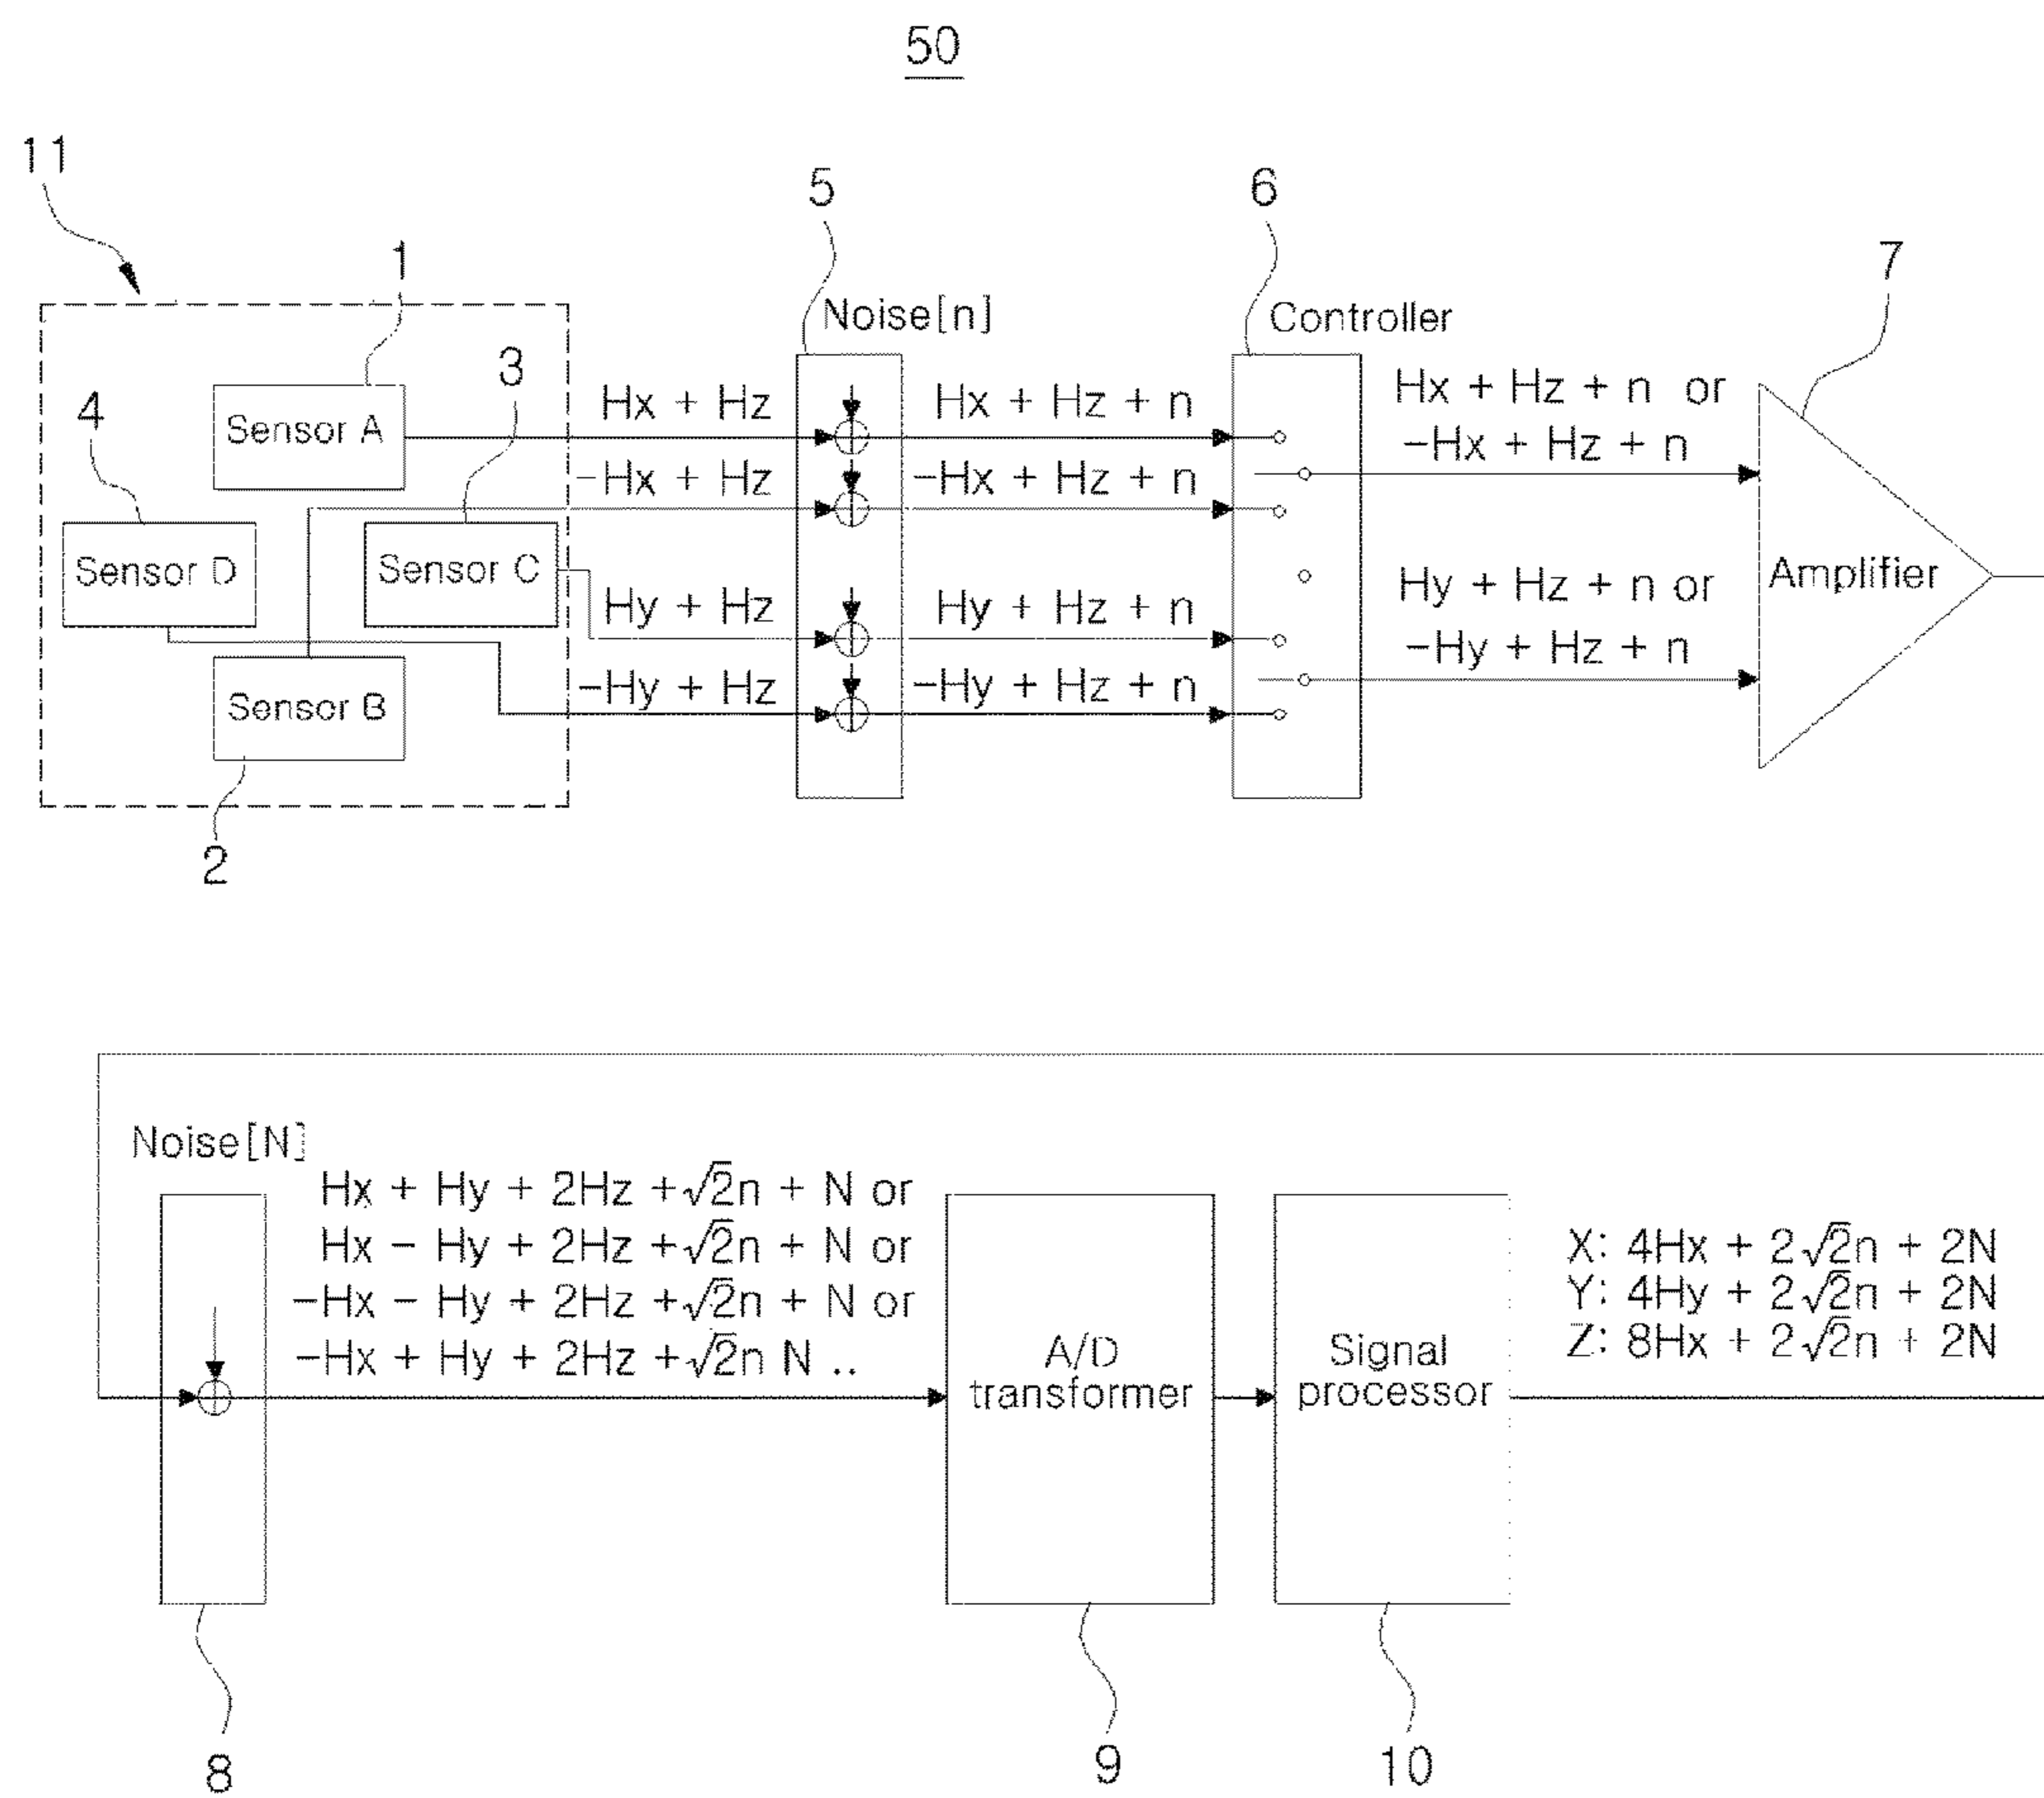 50
11
1
4
3
Sensor A
Sensor D
Sensor C
Sensor B
2
5
Noise[n]
Hx + Hz
-Hx + Hz
Hy + Hz
-Hy + Hz
Hx + Hz + n
-Hx + Hz + n
Hy + Hz + n
-Hy + Hz + n
6
Controller
Hx + Hz + n or
-Hx + Hz + n
Hy + Hz + n or
-Hy + Hz + n
7
Amplifier
Noise[N]
Hx + Hy + 2Hz +√2n + N or
Hx - Hy + 2Hz +√2n + N or
-Hx - Hy + 2Hz +√2n + N or
-Hx + Hy + 2Hz +√2n N ..
8
A/D
transformer
9
Signal
processor
10
X: 4Hx + 2√2n + 2N
Y: 4Hy + 2√2n + 2N
Z: 8Hx + 2√2n + 2N